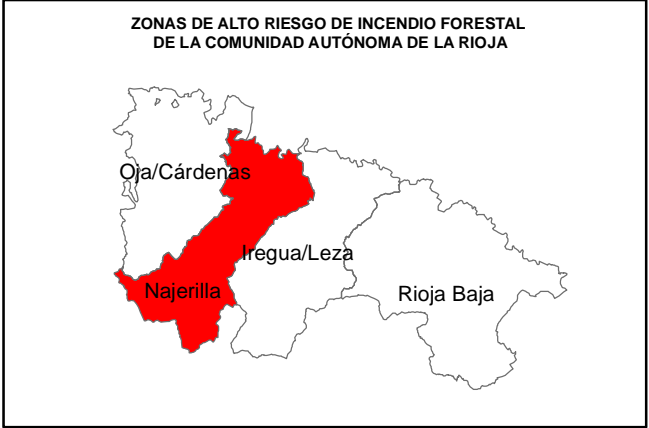 ZONAS DE ALTO RIESGO DE INCENDIO FORESTAL
DE LA COMUNIDAD AUTÓNOMA DE LA RIOJA
Oja/Cárdenas
Iregua/Leza
Najerilla
Rioja Baja